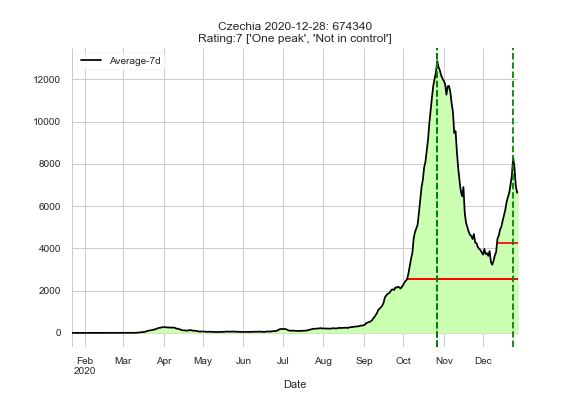 Czechia 2020-12-28: 674340
Rating:7 ['One peak', 'Not in control']
Average-7d
12000
10000
8000
6000
4000
2000
0
Feb Mar Apr May Jun Jul Aug Sep Oct Nov Dec
2020
Date